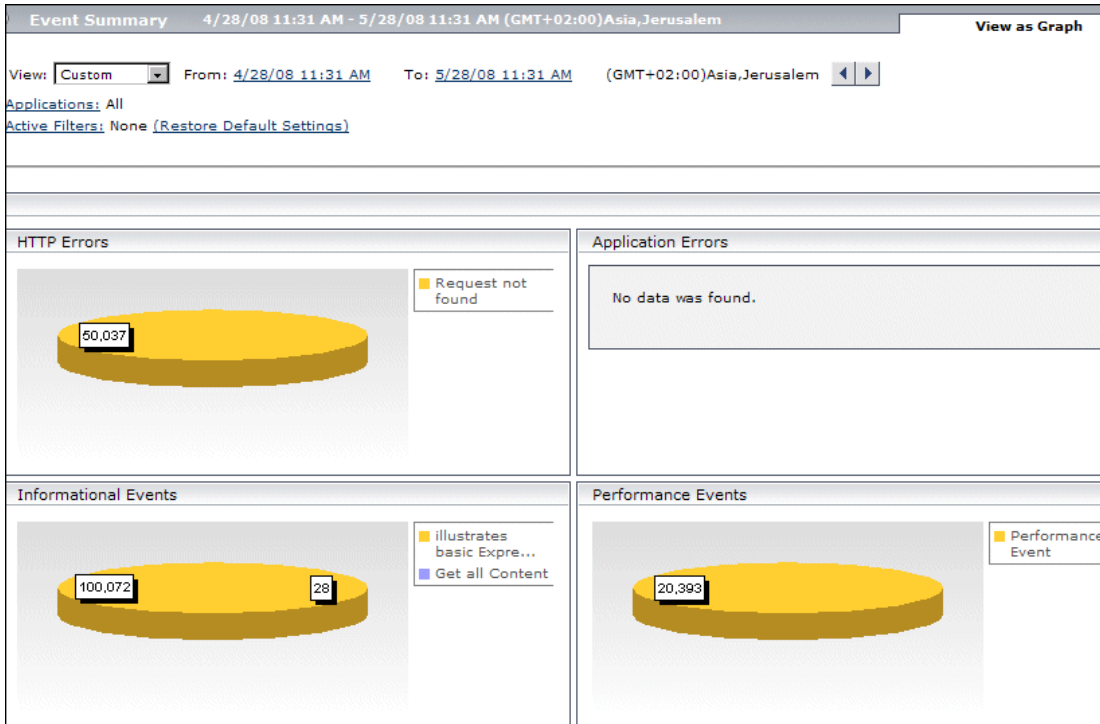 Event Summary 4/28/08 11:31 AM - 5/28/08 11:31 AM (GMT+02:00)Asia,Jerusalem
View as Graph
View: Custom From: 4/28/08 11:31 AM To: 5/28/08 11:31 AM (GMT+02:00)Asia,Jerusalem
Applications: All
Active Filters: None (Restore Default Settings)
HTTP Errors
50,037
Request not
found
Application Errors
No data was found.
Informational Events
100,072
28
illustrates
basic Expre...
Get all Content
Performance Events
20,393
Performance
Event